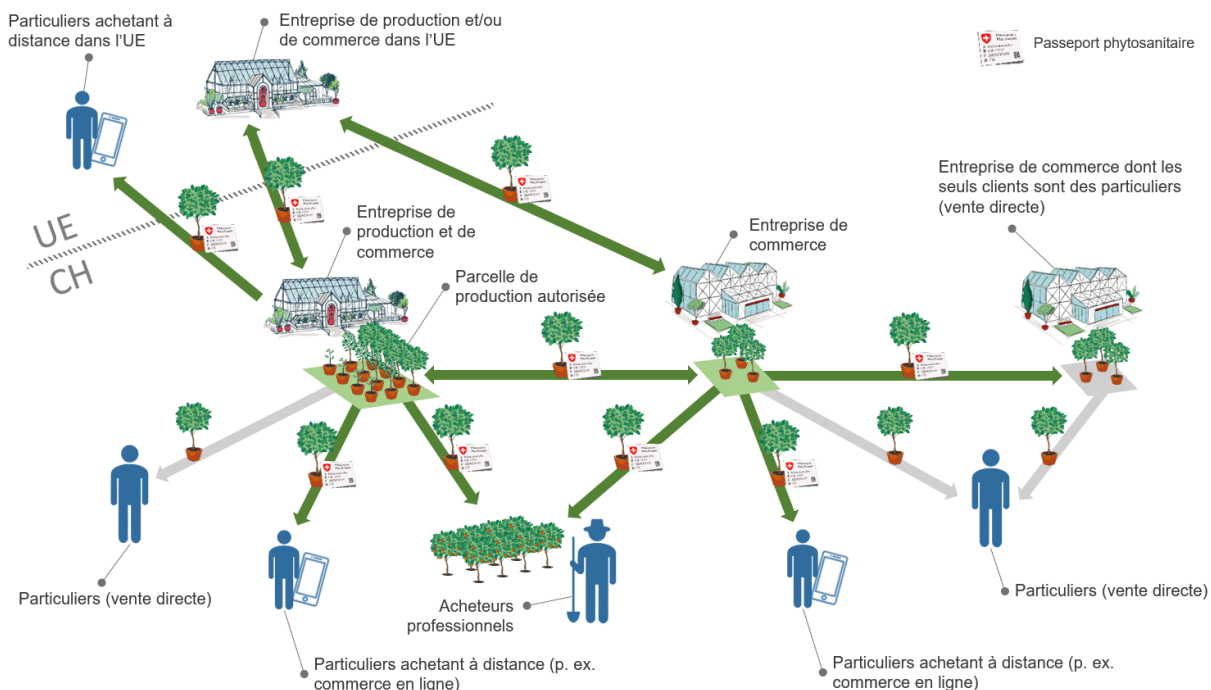 Particuliers achetant à
distance dans l'UE
Entreprise de production et/ou
de commerce dans l'UE
Passeport phytosanitaire
Entreprise de commerce dont les
seuls clients sont des particuliers
(vente directe)
UE
CH
Entreprise de
production et de
commerce
Entreprise de
commerce
Parcelle de
production autorisée
Particuliers (vente directe)
Acheteurs
professionnels
Particuliers (vente directe)
Particuliers achetant à distance (p. ex.
commerce en ligne)
Particuliers achetant à distance (p. ex.
commerce en ligne)